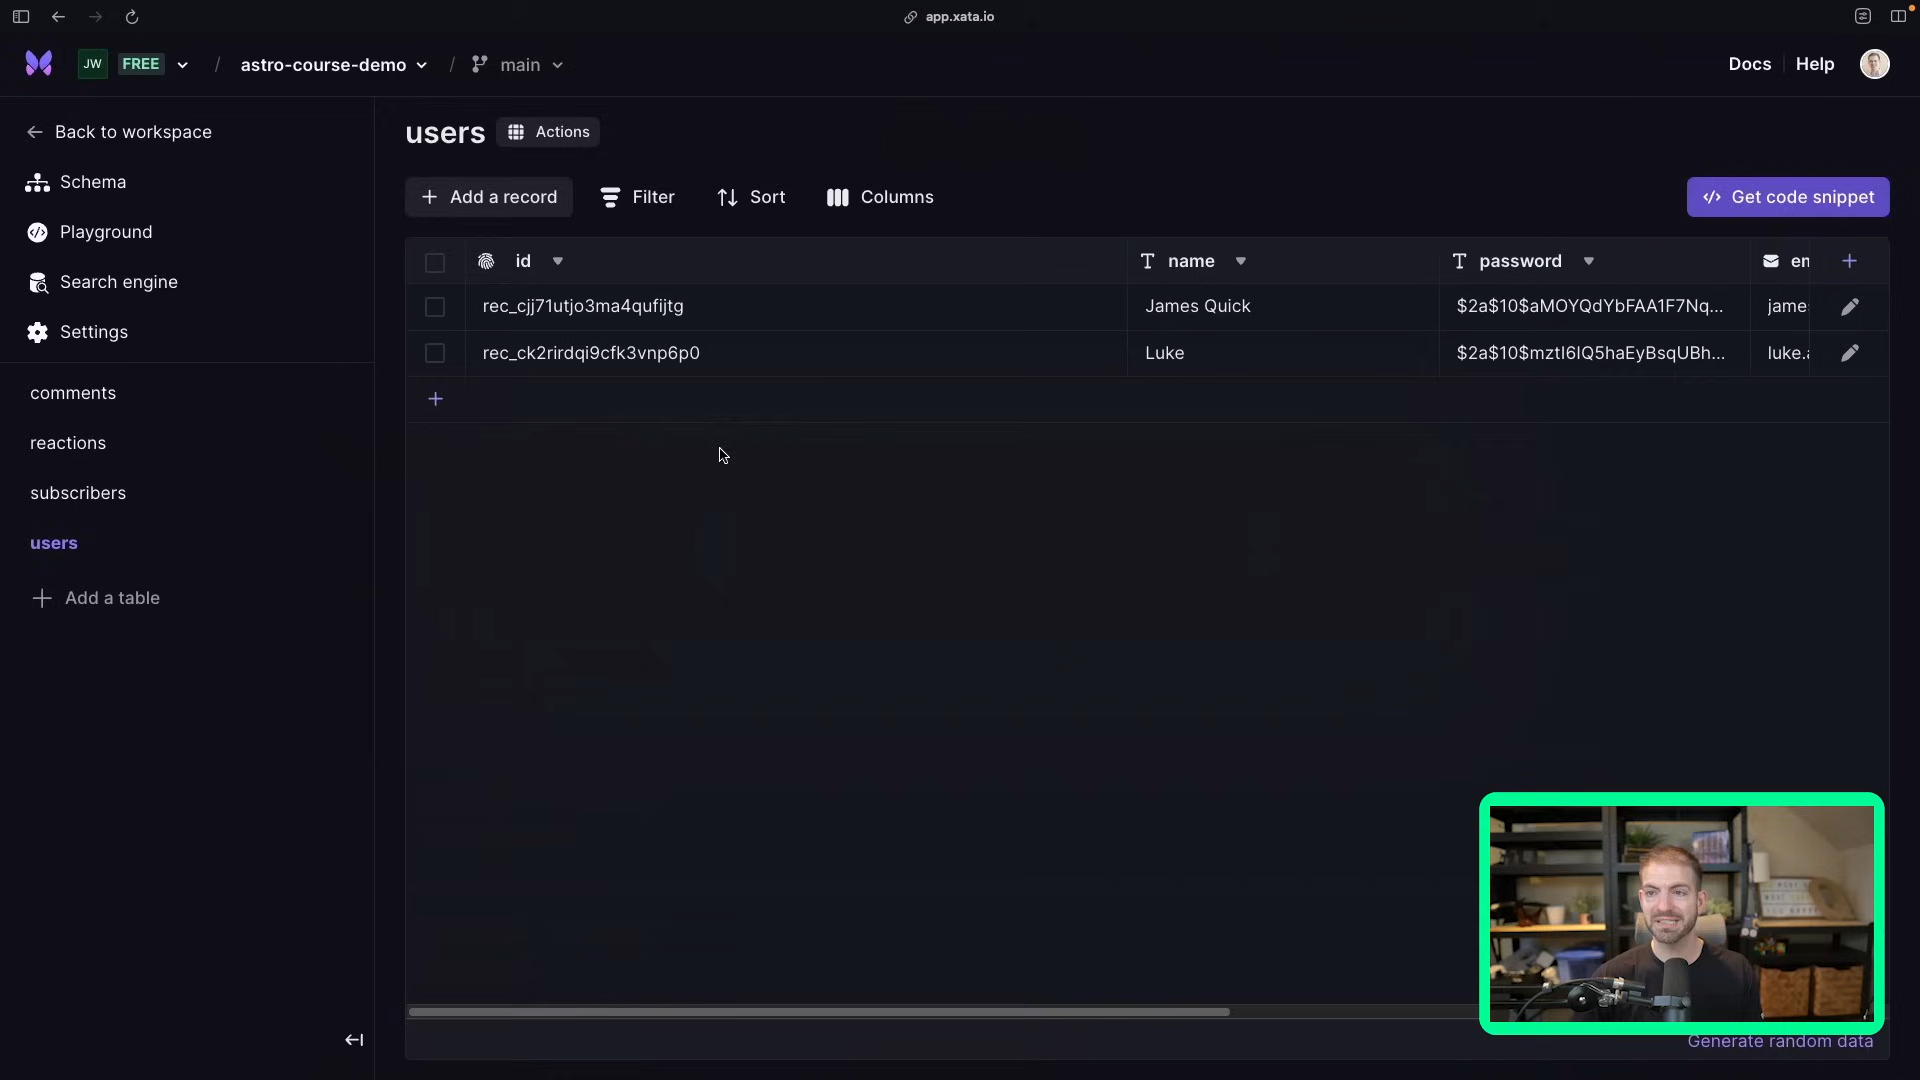 app.xata.io
JW FREE / astro-course-demo / main
Docs Help
Back to workspace
Schema
Playground
Search engine
Settings
comments
reactions
subscribers
users
Add a table
users Actions
Add a record Filter Sort Columns
Get code snippet
id name password en
rec_cjj71utjo3ma4qufijtg James Quick $2a$10$aMOYQdYbFAA1F7Nq... jame
rec_ck2rirdqi9cfk3vnp6p0 Luke $2a$10$mztI6IQ5haEyBsqUBh... luke.
Generate random data